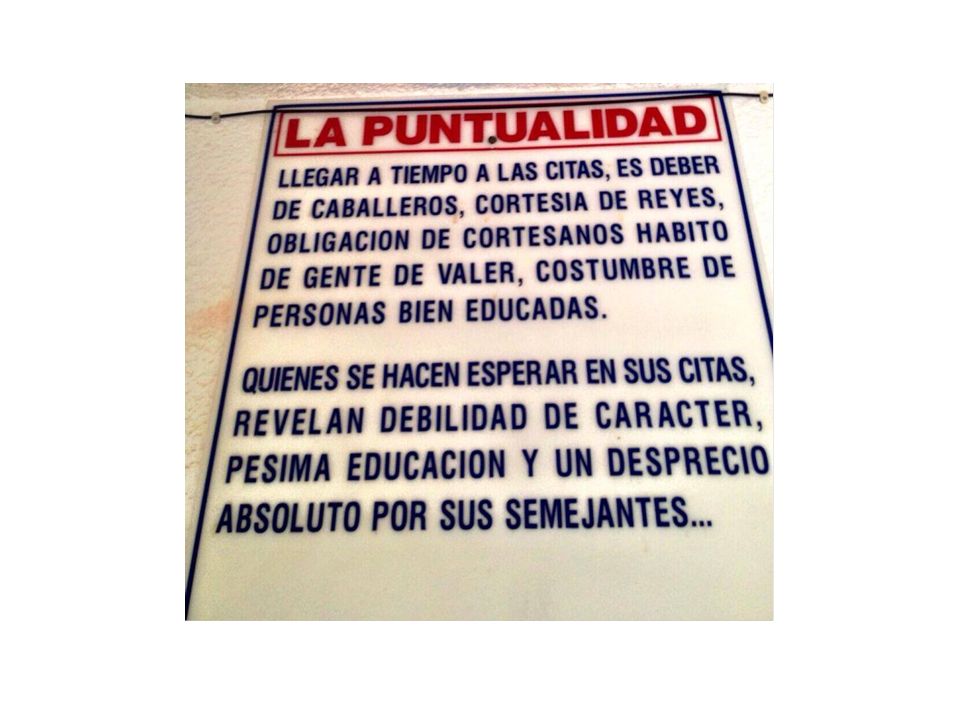 LA PUNTUALIDAD
LLEGAR A TIEMPO A LAS CITAS, ES DEBER
DE CABALLEROS, CORTESIA DE REYES,
OBLIGACION DE CORTESANOS HABITO
DE GENTE DE VALER, COSTUMBRE DE
PERSONAS BIEN EDUCADAS.
QUIENES SE HACEN ESPERAR EN SUS CITAS,
REVELAN DEBILIDAD DE CARACTER,
PESIMA EDUCACION Y UN DESPRECIO
ABSOLUTO POR SUS SEMEJANTES...